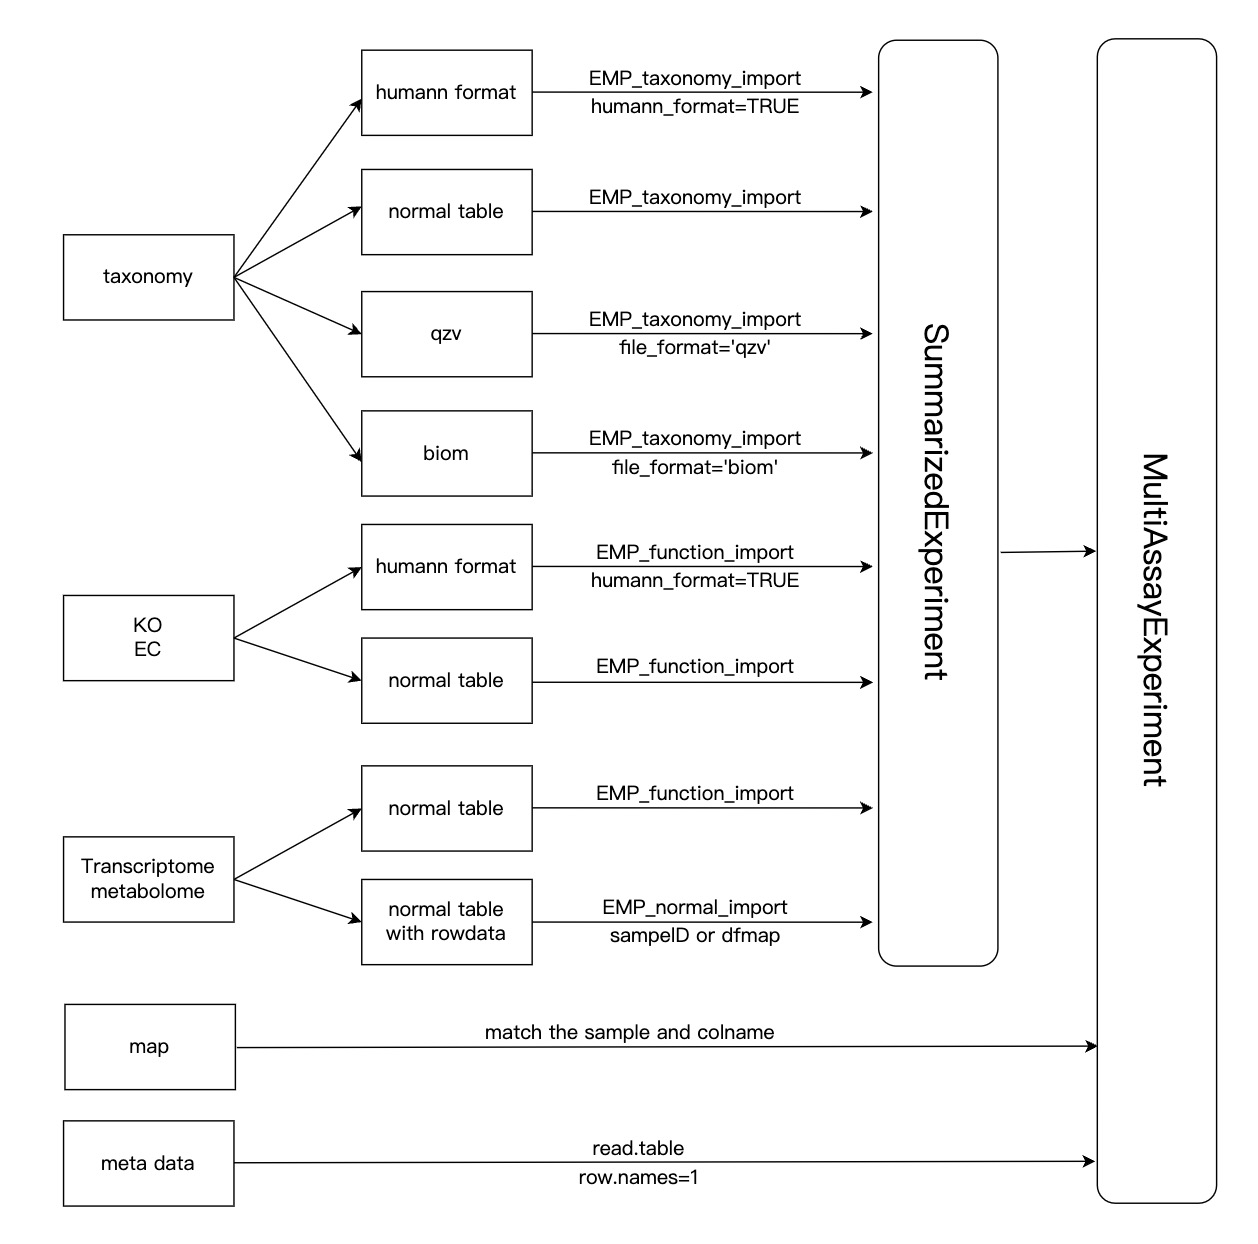 humann format
EMP_taxonomy_import
humann_format=TRUE
normal table
EMP_taxonomy_import
taxonomy
qzv
EMP_taxonomy_import
file_format='qzv'
biom
EMP_taxonomy_import
file_format='biom'
humann format
EMP_function_import
humann_format=TRUE
KO
EC
normal table
EMP_function_import
normal table
EMP_function_import
Transcriptome
metabolome
normal table
with rowdata
EMP_normal_import
sampelD or dfmap
SummarizedExperiment
MultiAssayExperiment
map
match the sample and colname
meta data
read.table
row.names=1